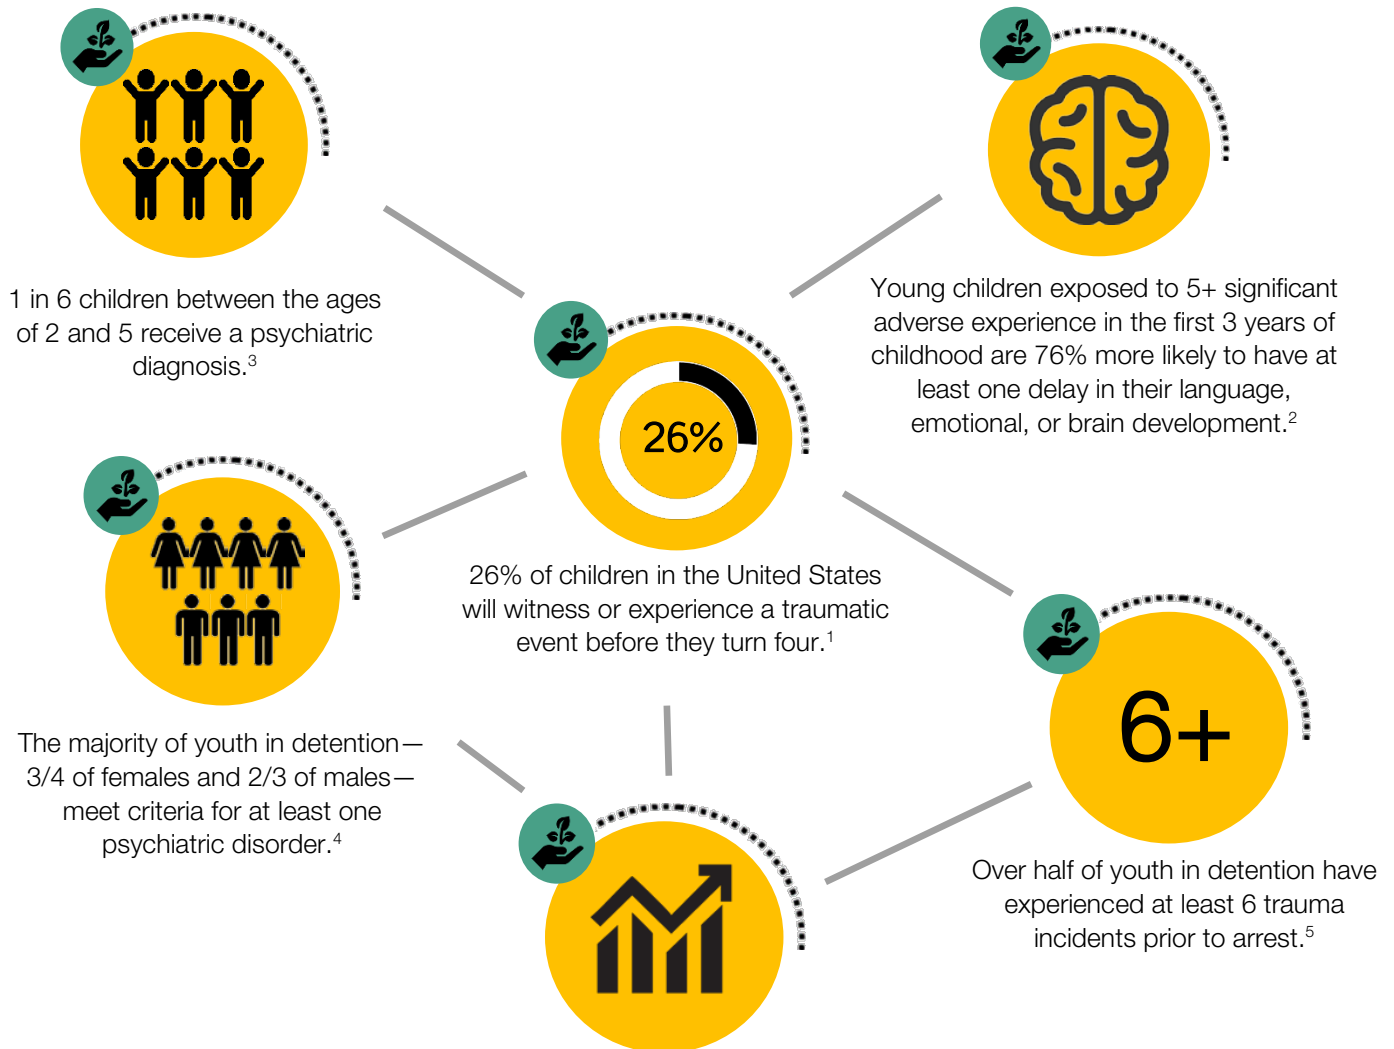 1 in 6 children between the ages
of 2 and 5 receive a psychiatric
diagnosis.³
Young children exposed to 5+ significant
adverse experience in the first 3 years of
childhood are 76% more likely to have at
least one delay in their language,
emotional, or brain development.²
26%
26% of children in the United States
will witness or experience a traumatic
event before they turn four.¹
The majority of youth in detention—
3/4 of females and 2/3 of males—
meet criteria for at least one
psychiatric disorder.⁴
6+
Over half of youth in detention have
experienced at least 6 trauma
incidents prior to arrest.⁵